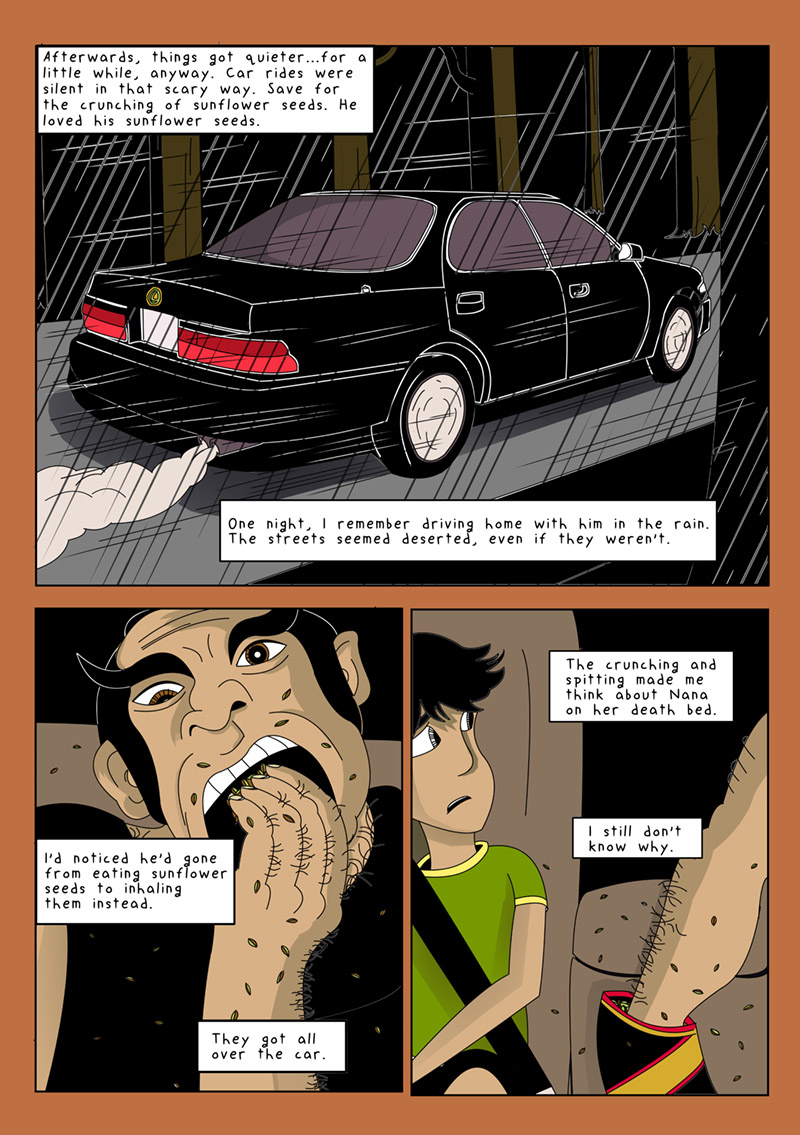 Afterwards, things got quieter...for a
little while, anyway. Car rides were
silent in that scary way. Save for
the crunching of sunflower seeds. He
loved his sunflower seeds.
One night, I remember driving home with him in the rain.
The streets seemed deserted, even if they weren't.
I'd noticed he'd gone
from eating sunflower
seeds to inhaling
them instead.
They got all
over the car.
The crunching and
spitting made me
think about Nana
on her death bed.
I still don't
know why.